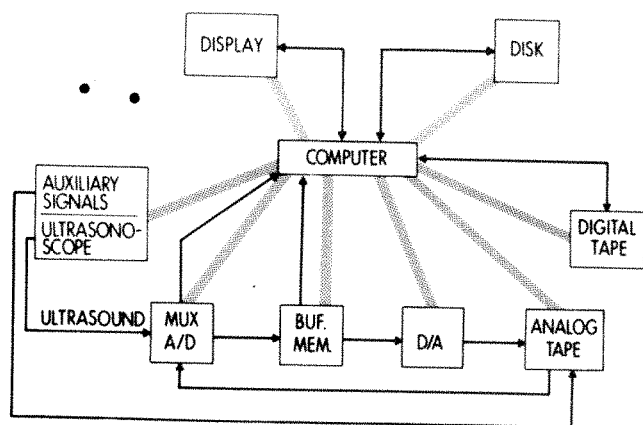 DISPLAY
DISK
COMPUTER
AUXILIARY
SIGNALS
ULTRASONO-
SCOPE
DIGITAL
TAPE
ULTRASOUND
MUX
A/D
BUF.
MEM.
D/A
ANALOG
TAPE